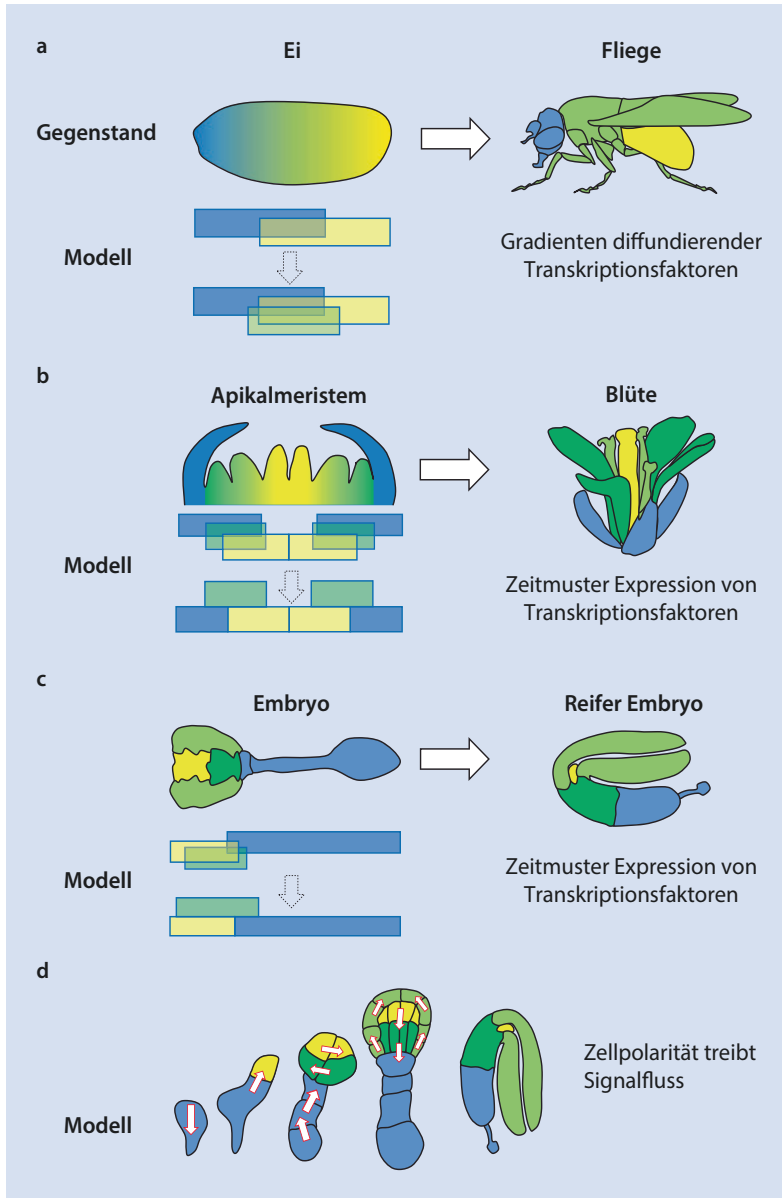 a
Ei
Fliege
Gegenstand
Modell
Gradienten diffundierender
Transkriptionsfaktoren
b
Apikalmeristem
Blüte
Modell
Zeitmuster Expression von
Transkriptionsfaktoren
c
Embryo
Reifer Embryo
Modell
Zeitmuster Expression von
Transkriptionsfaktoren
d
Zellpolarität treibt
Signalfluss
Modell